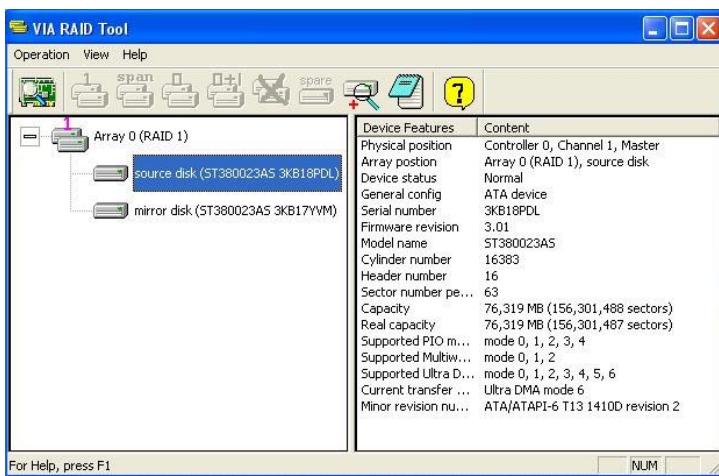 VIA RAID Tool
Operation View Help
1 span 0 0+1 spare
1
Array 0 (RAID 1)
source disk (ST380023AS 3KB18PDL)
mirror disk (ST380023AS 3KB17YVM)
Device Features Content
Physical position Controller 0, Channel 1, Master
Array postion Array 0 (RAID 1), source disk
Device status Normal
General config ATA device
Serial number 3KB18PDL
Firmware revision 3.01
Model name ST380023AS
Cylinder number 16383
Header number 16
Sector number pe... 63
Capacity 76,319 MB (156,301,488 sectors)
Real capacity 76,319 MB (156,301,487 sectors)
Supported PIO m... mode 0, 1, 2, 3, 4
Supported Multiw... mode 0, 1, 2
Supported Ultra D... mode 0, 1, 2, 3, 4, 5, 6
Current transfer ... Ultra DMA mode 6
Minor revision nu... ATA/ATAPI-6 T13 1410D revision 2
For Help, press F1 NUM